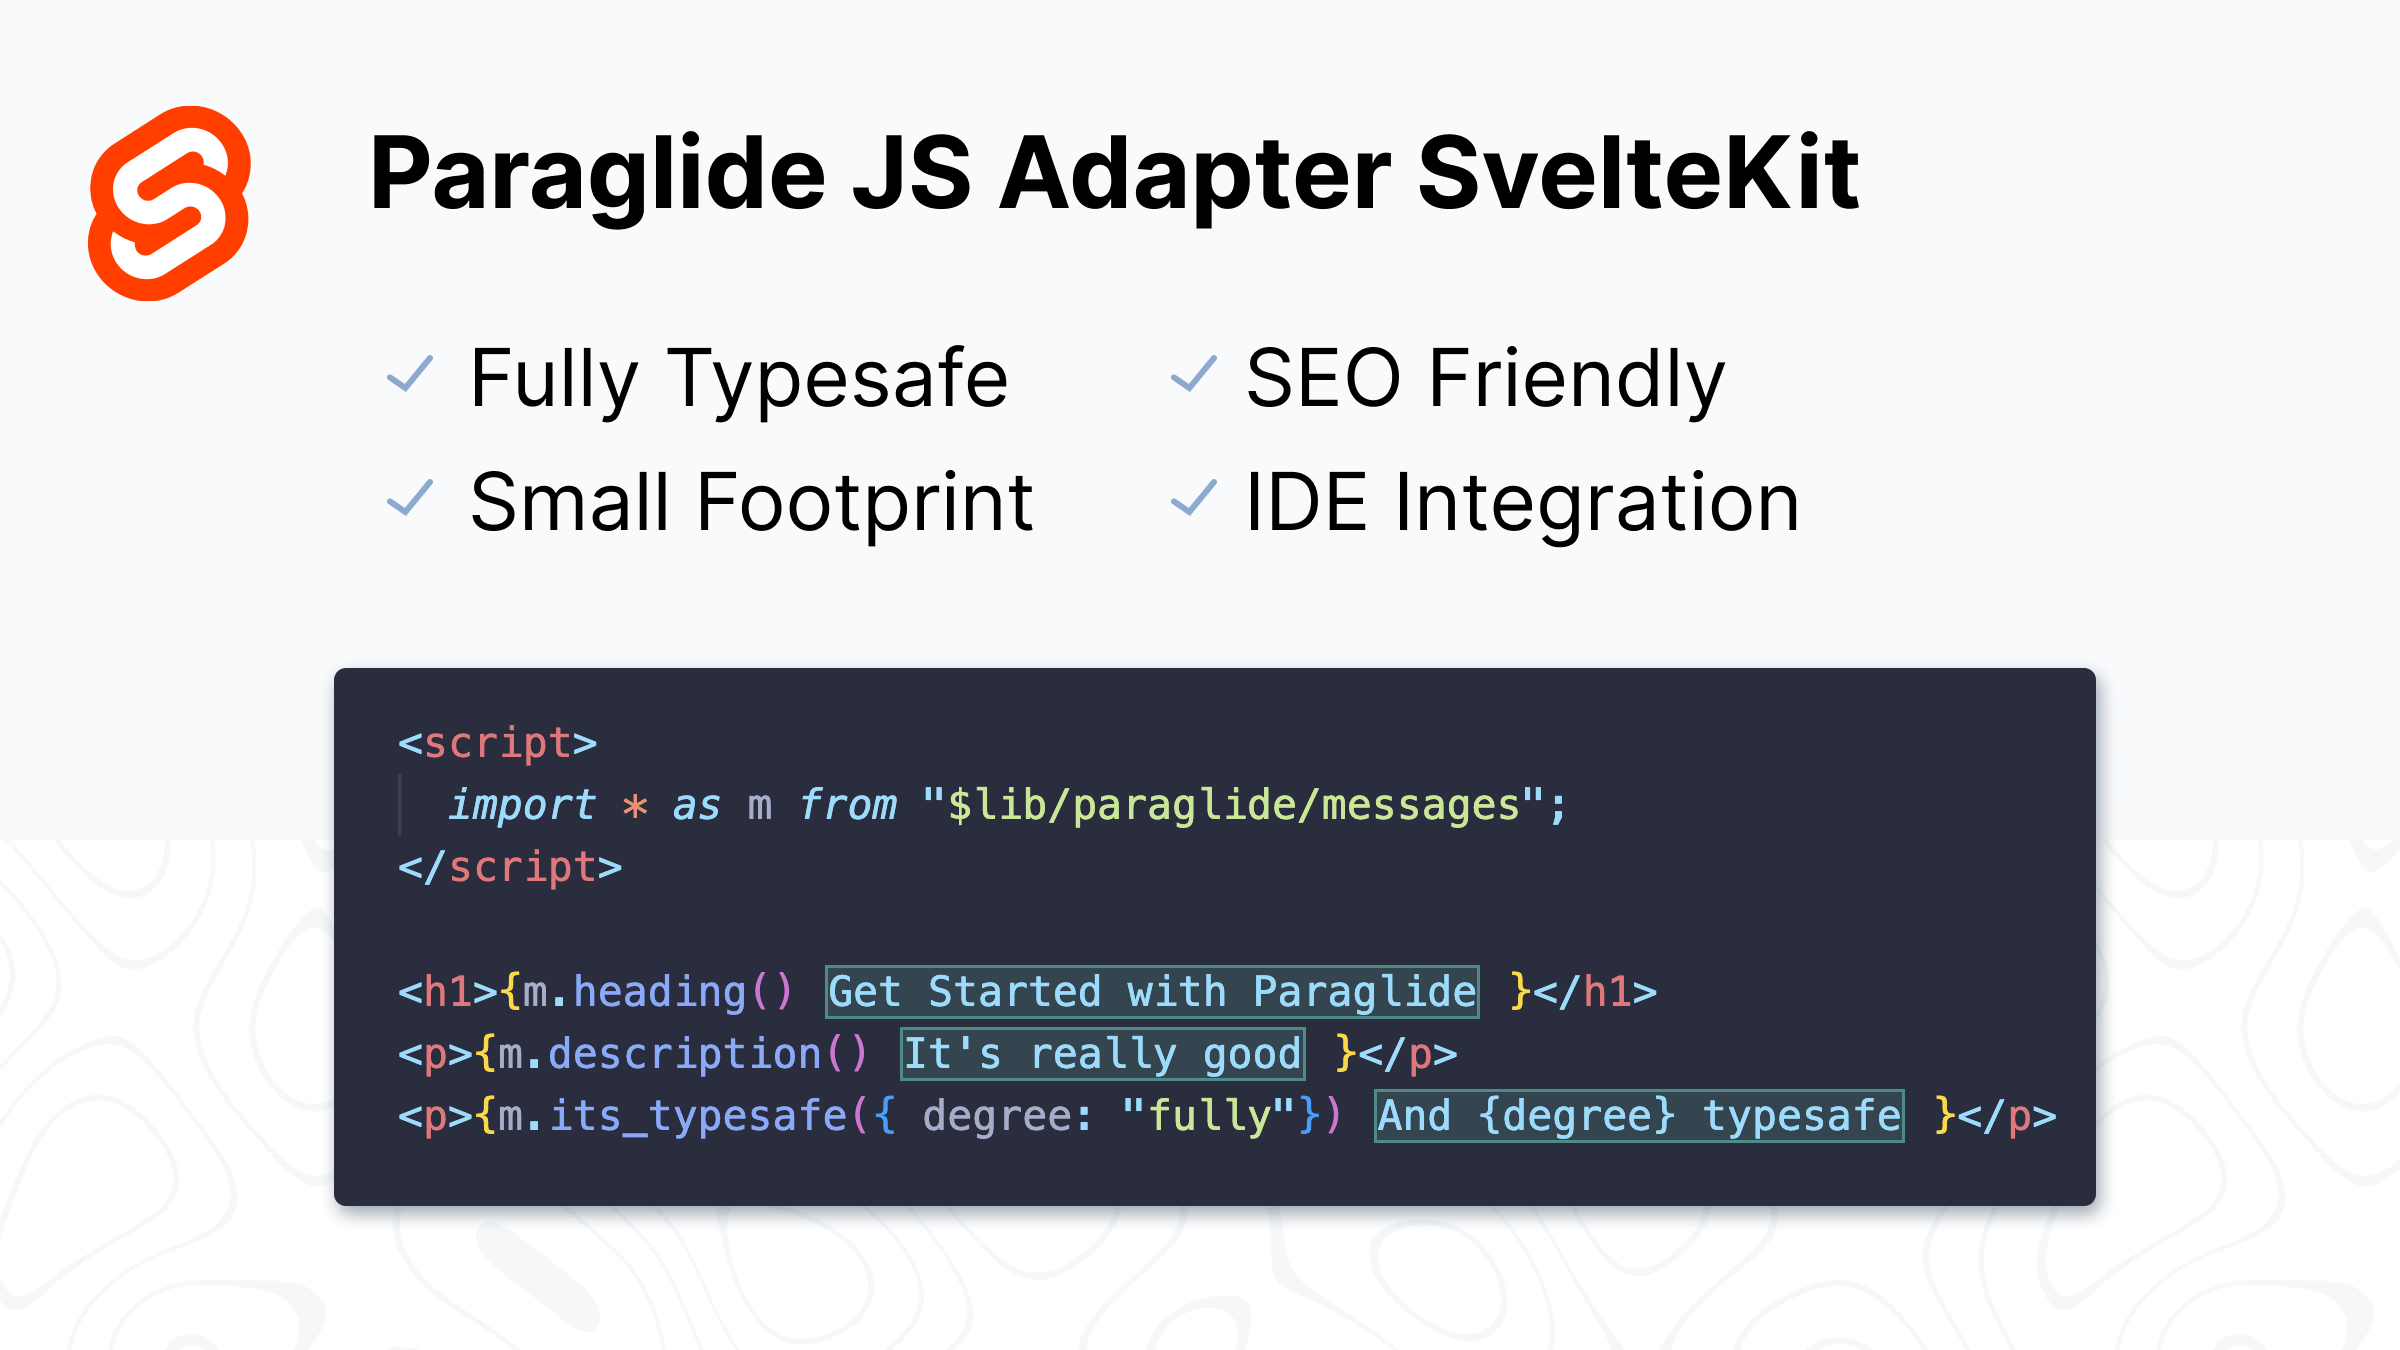 Paraglide JS Adapter SvelteKit
Fully Typesafe
SEO Friendly
Small Footprint
IDE Integration
<script>
import * as m from "$lib/paraglide/messages";
</script>
<h1>{m.heading() Get Started with Paraglide }</h1>
<p>{m.description() It's really good }</p>
<p>{m.its_typesafe({ degree: "fully"}) And {degree} typesafe }</p>